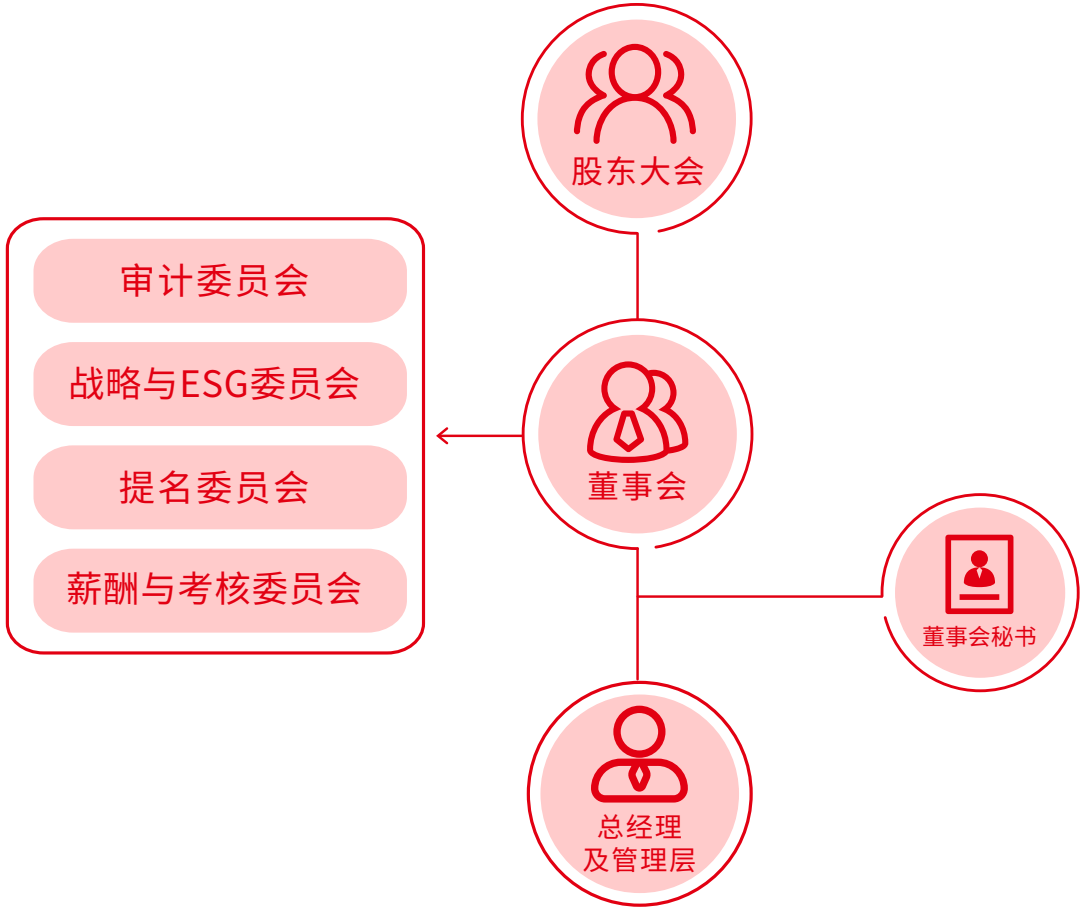 股东大会
审计委员会
战略与ESG委员会
提名委员会
薪酬与考核委员会
董事会
董事会秘书
总经理
及管理层